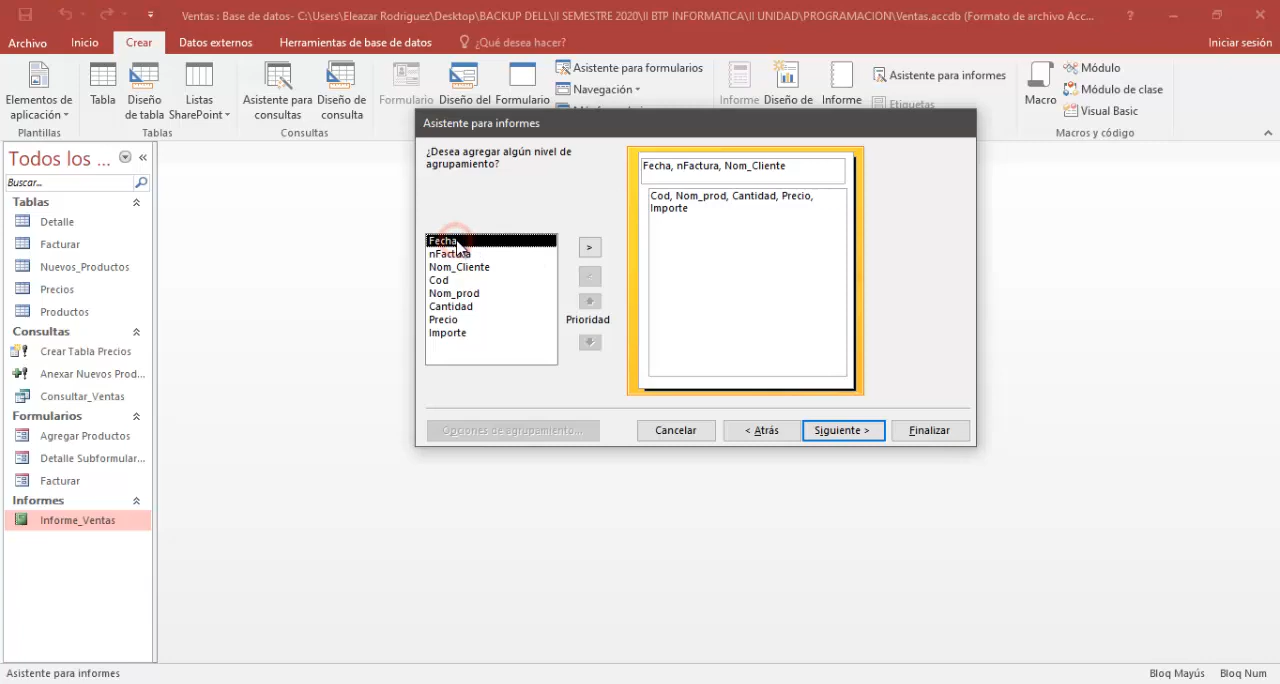 Ventas : Base de datos- C:\Users\Eleazar Rodriguez\Desktop\BACKUP DELL\II SEMESTRE 2020\II BTP INFORMATICA\II UNIDAD\PROGRAMACION\Ventas.accdb (Formato de archivo Acc...
Archivo Inicio Crear Datos externos Herramientas de base de datos ¿Qué desea hacer? Iniciar sesión
Elementos de aplicación
Plantillas
Tabla
Diseño de tabla
Listas SharePoint
Tablas
Asistente para consultas
Diseño de consulta
Consultas
Formulario
Diseño del
Formulario
Asistente para formularios
Navegación
Informe
Diseño de
Informe
Asistente para informes
Etiquetas
Macro
Módulo
Módulo de clase
Visual Basic
Macros y código
Todos los ...
Buscar...
Tablas
Detalle
Facturar
Nuevos_Productos
Precios
Productos
Consultas
Crear Tabla Precios
Anexar Nuevos Prod...
Consultar_Ventas
Formularios
Agregar Productos
Detalle Subformular...
Facturar
Informes
Informe_Ventas
Asistente para informes
¿Desea agregar algún nivel de
agrupamiento?
Fecha
nFactura
Nom_Cliente
Cod
Nom_prod
Cantidad
Precio
Importe
>
<
Prioridad
Fecha, nFactura, Nom_Cliente
Cod, Nom_prod, Cantidad, Precio,
Importe
Opciones de agrupamiento...
Cancelar
< Atrás
Siguiente >
Finalizar
Asistente para informes
Bloq Mayús Bloq Num